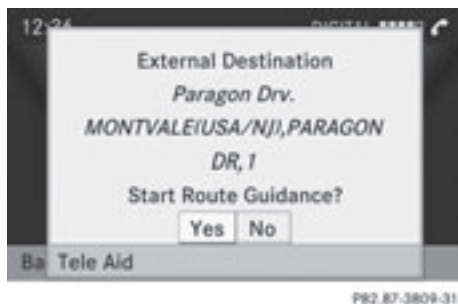 12:26 DIGITAL
External Destination
Paragon Drv.
MONTVALE(USA/NJ),PARAGON
DR,1
Start Route Guidance?
Yes No
Ba Tele Aid
P82.87-3809-31